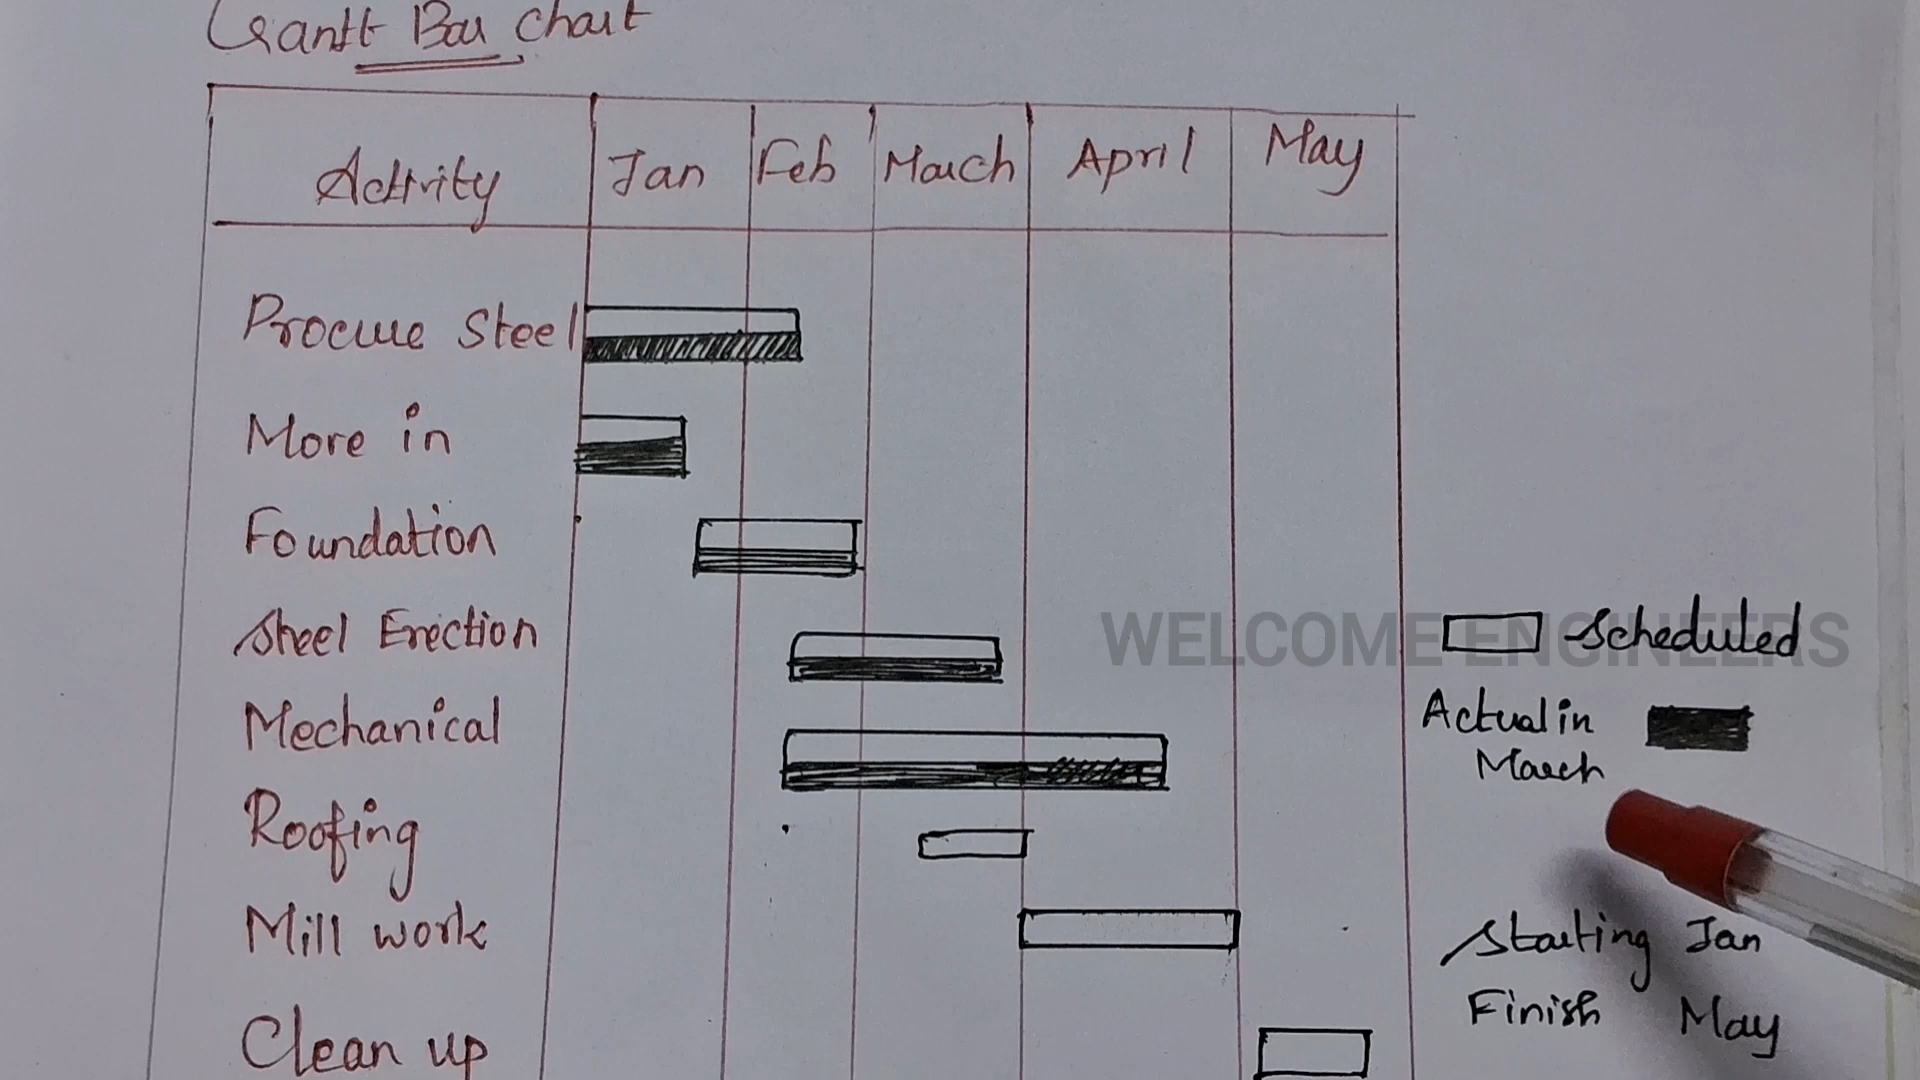 Gantt Bar Chart
Activity Jan Feb March April May
Procure Steel
More in
Foundation
Steel Erection
Mechanical
Roofing
Mill work
Clean up
WELCOME ENGINEERS
Scheduled
Actual in
March
Starting Jan
Finish May